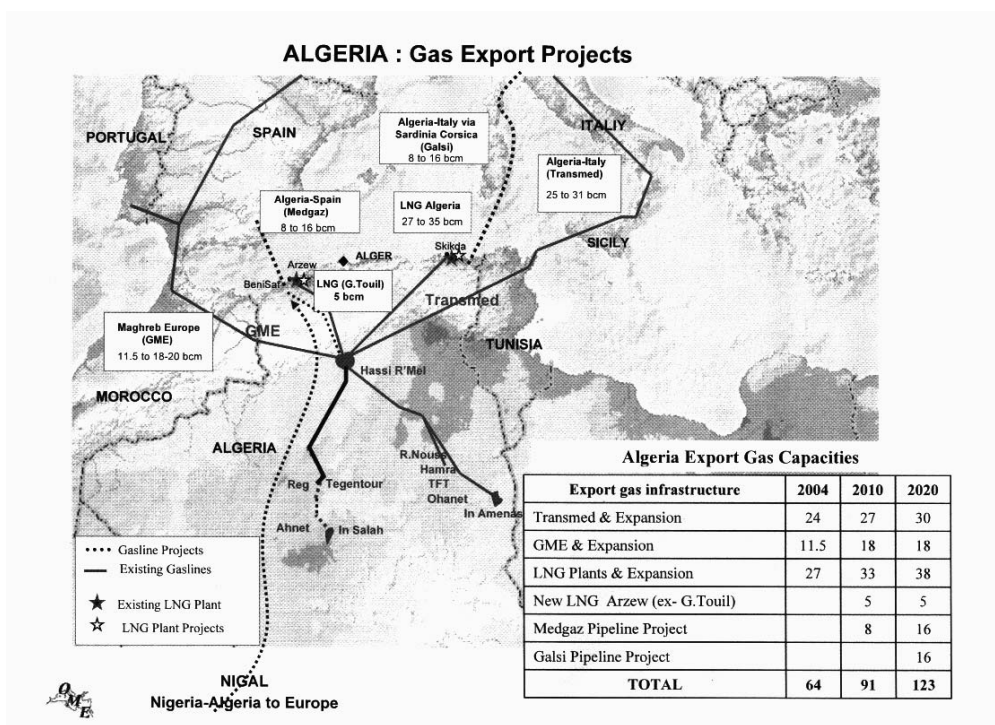 ALGERIA : Gas Export Projects
PORTUGAL
SPAIN
ITALIY
Algeria-Italy via
Sardinia Corsica
(Galsi)
8 to 16 bcm
Algeria-Italy
(Transmed)
25 to 31 bcm
Algeria-Spain
(Medgaz)
8 to 16 bcm
LNG Algeria
27 to 35 bcm
SICILY
Skikda
ALGER
Arzew
BeniSaf
LNG (G.Touil)
5 bcm
Transmed
Maghreb Europe
(GME)
11.5 to 18-20 bcm
GME
TUNISIA
Hassi R'Mel
MOROCCO
ALGERIA
R.Nouss
Hamra
TFT
Ohanet
In Amenas
Reg
Tegentour
Ahnet
In Salah
Gasline Projects
Existing Gaslines
Existing LNG Plant
LNG Plant Projects
NIGAL
Nigeria-Algeria to Europe
OME
Algeria Export Gas Capacities
Export gas infrastructure 2004 2010 2020
Transmed & Expansion 24 27 30
GME & Expansion 11.5 18 18
LNG Plants & Expansion 27 33 38
New LNG Arzew (ex- G.Touil) 5 5
Medgaz Pipeline Project 8 16
Galsi Pipeline Project 16
TOTAL 64 91 123